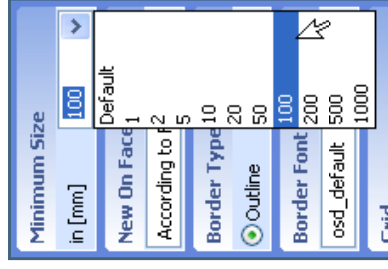 Minimum Size
in [mm]
100
Default
1
2
5
10
20
50
100
200
500
1000
New On Face
According to F
Border Type
Outline
Border Font
osd_default
Grid